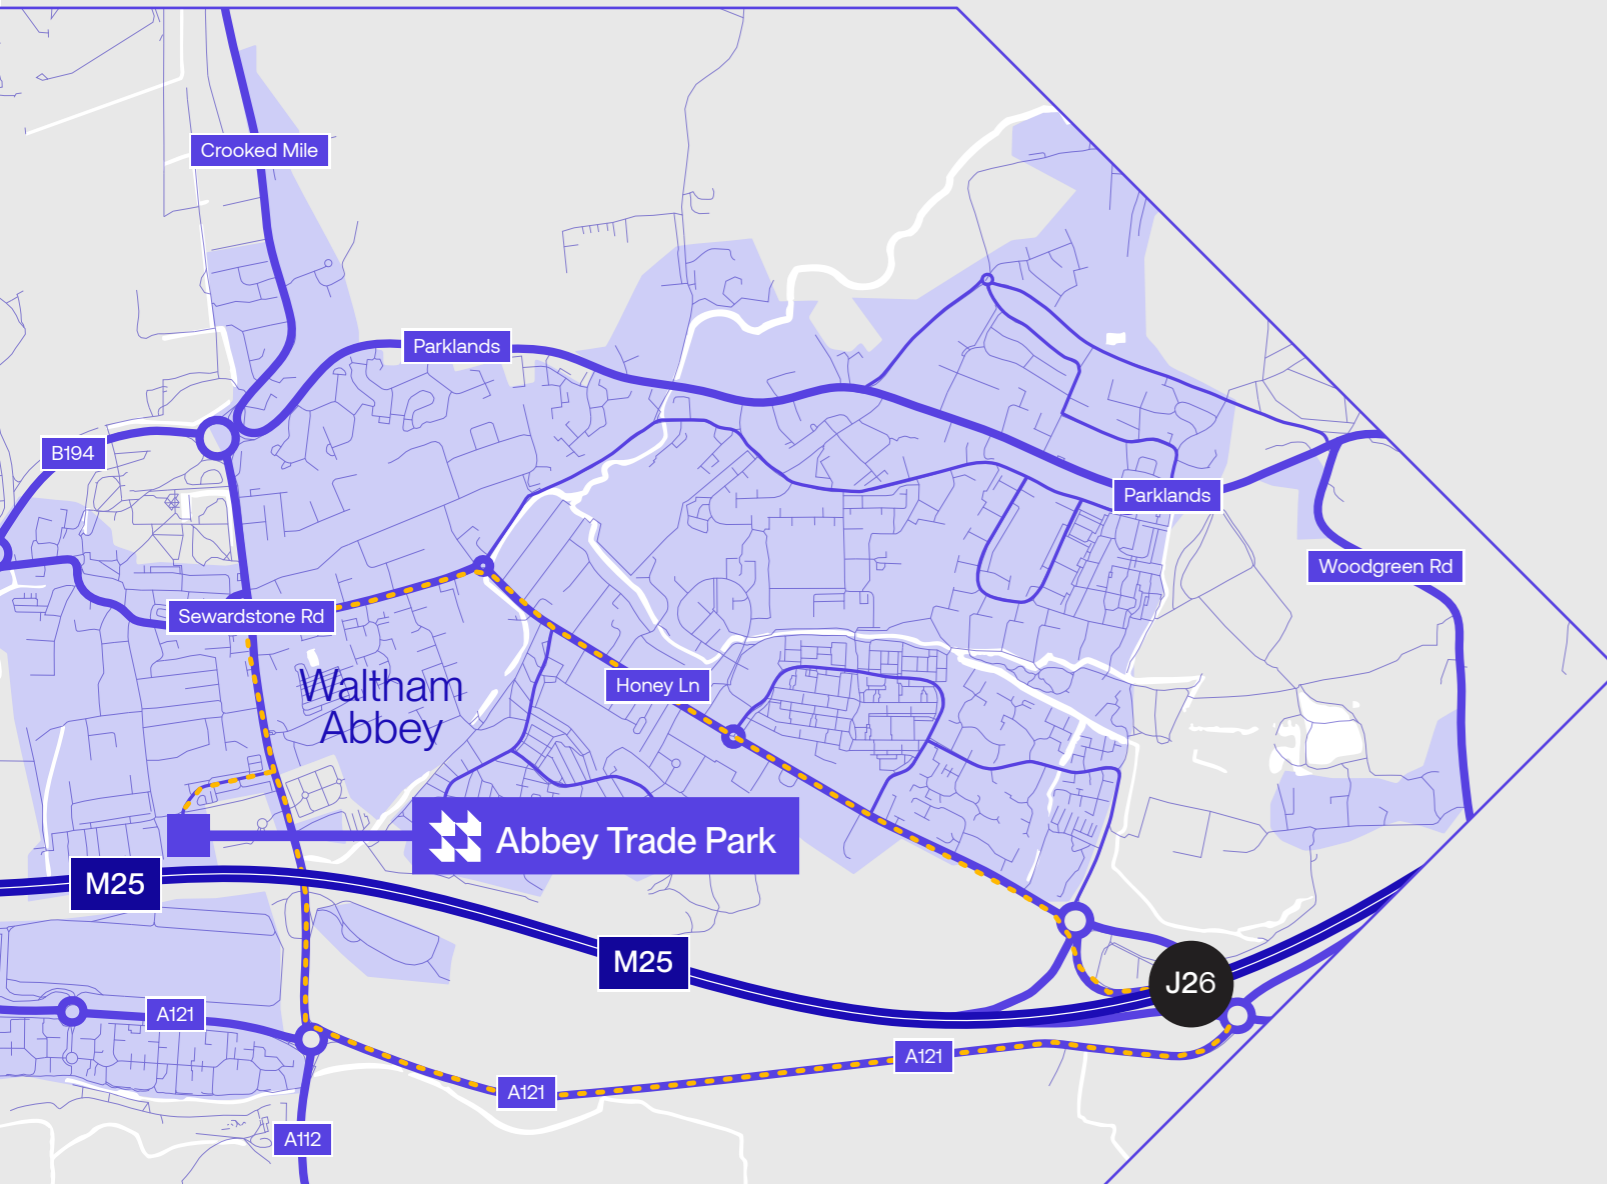 Crooked Mile
Parklands
B194
Parklands
Woodgreen Rd
Sewardstone Rd
Waltham
Abbey
Honey Ln
Abbey Trade Park
M25
M25
J26
A121
A121
A121
A112